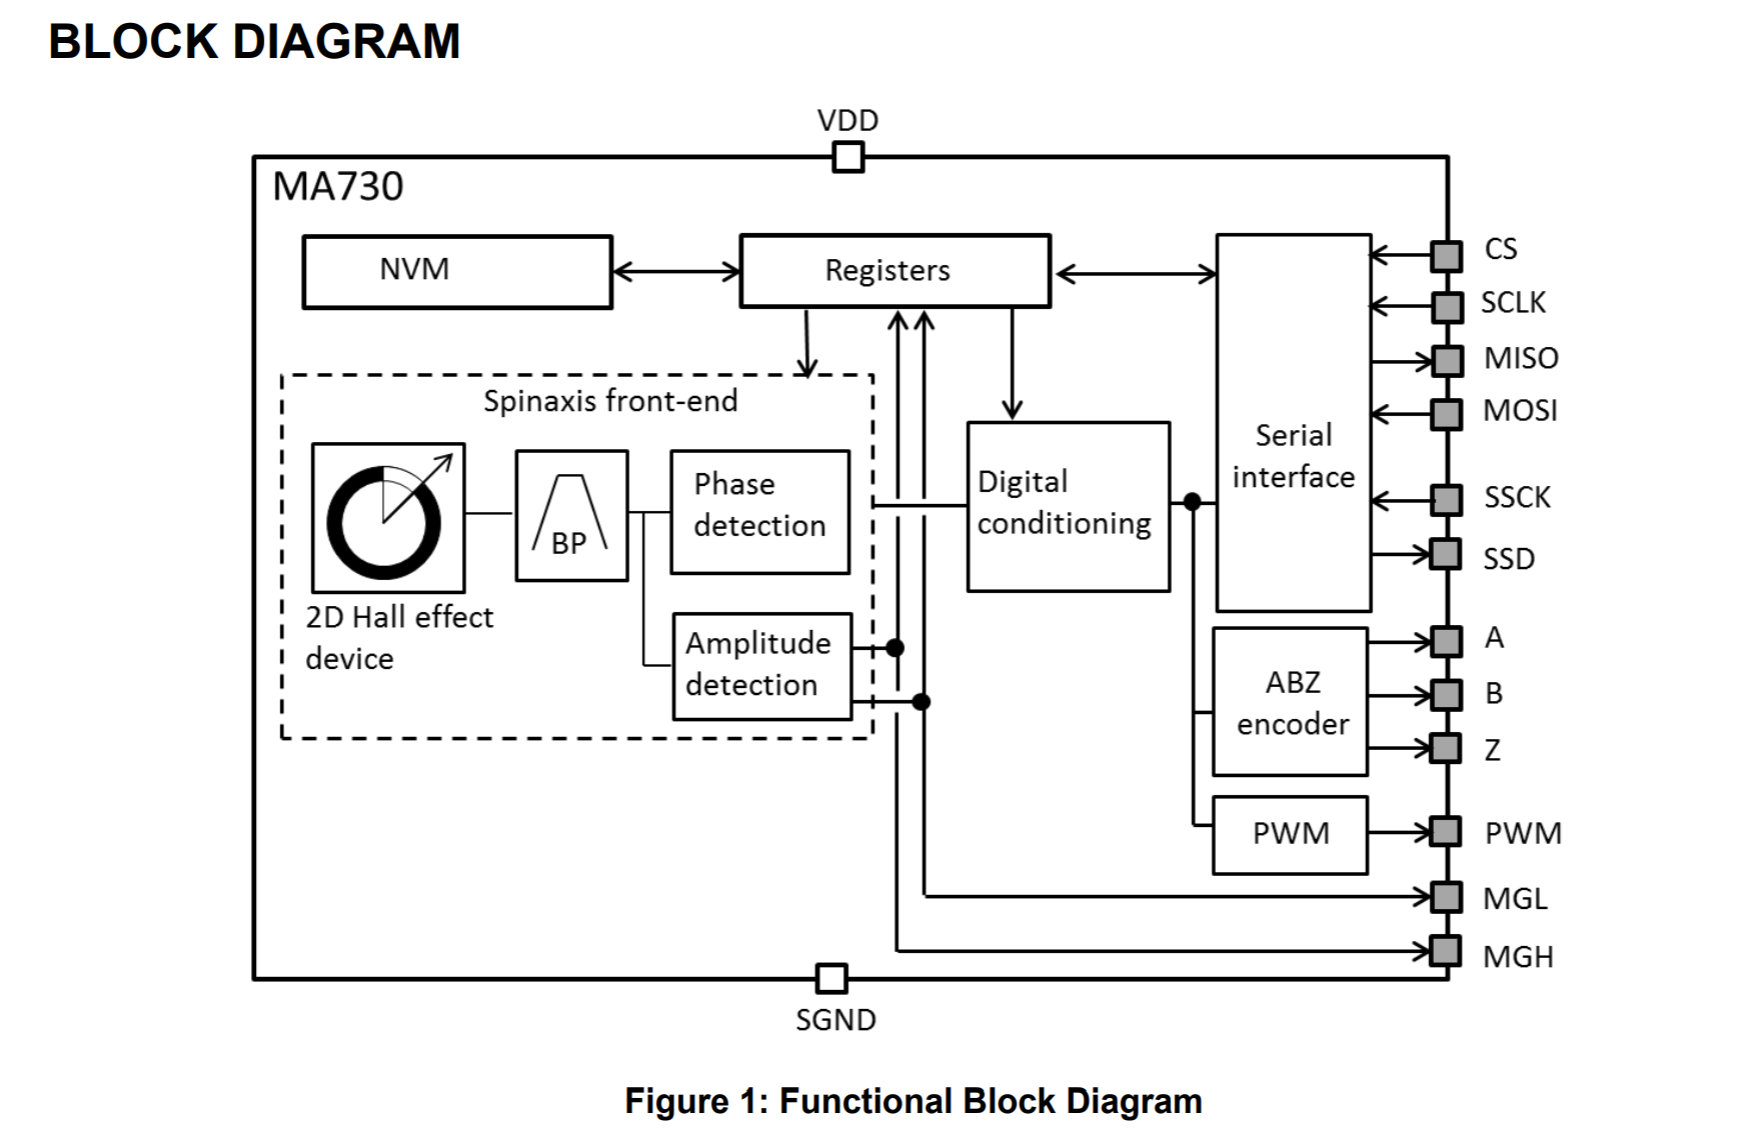 BLOCK DIAGRAM
VDD
MA730
NVM
Registers
CS
SCLK
MISO
MOSI
SSCK
SSD
Spinaxis front-end
Phase
detection
BP
2D Hall effect
device
Amplitude
detection
Digital
conditioning
Serial
interface
ABZ
encoder
A
B
Z
PWM
PWM
MGL
MGH
SGND
Figure 1: Functional Block Diagram